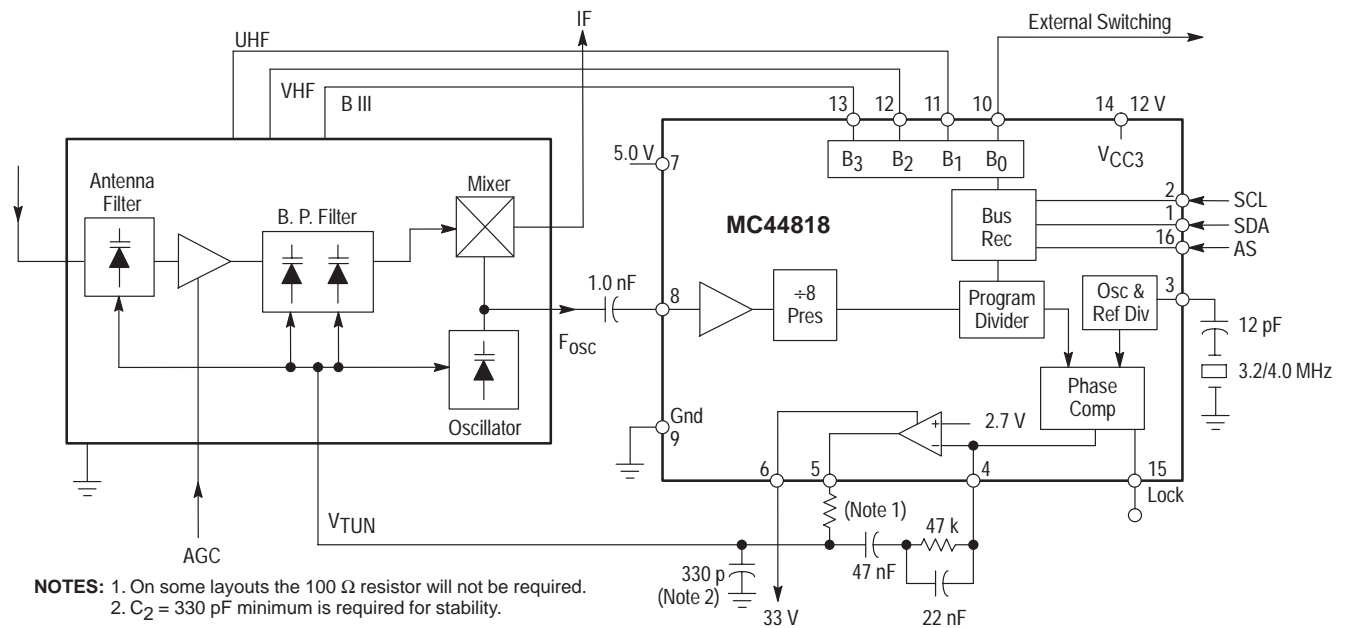 IF
External Switching
UHF
VHF
B III
13
12
11
10
14
12 V
5.0 V
7
B3
B2
B1
B0
VCC3
Antenna
Filter
B. P. Filter
Mixer
MC44818
Bus
Rec
2
SCL
1
SDA
16
AS
1.0 nF
8
÷8
Pres
Program
Divider
Osc &
Ref Div
3
12 pF
3.2/4.0 MHz
Fosc
Oscillator
Phase
Comp
Gnd
9
+
–
2.7 V
6
5
4
15
Lock
(Note 1)
47 k
VTUN
AGC
330 p
(Note 2)
47 nF
33 V
22 nF
NOTES: 1. On some layouts the 100 Ω resistor will not be required.
2. C2 = 330 pF minimum is required for stability.